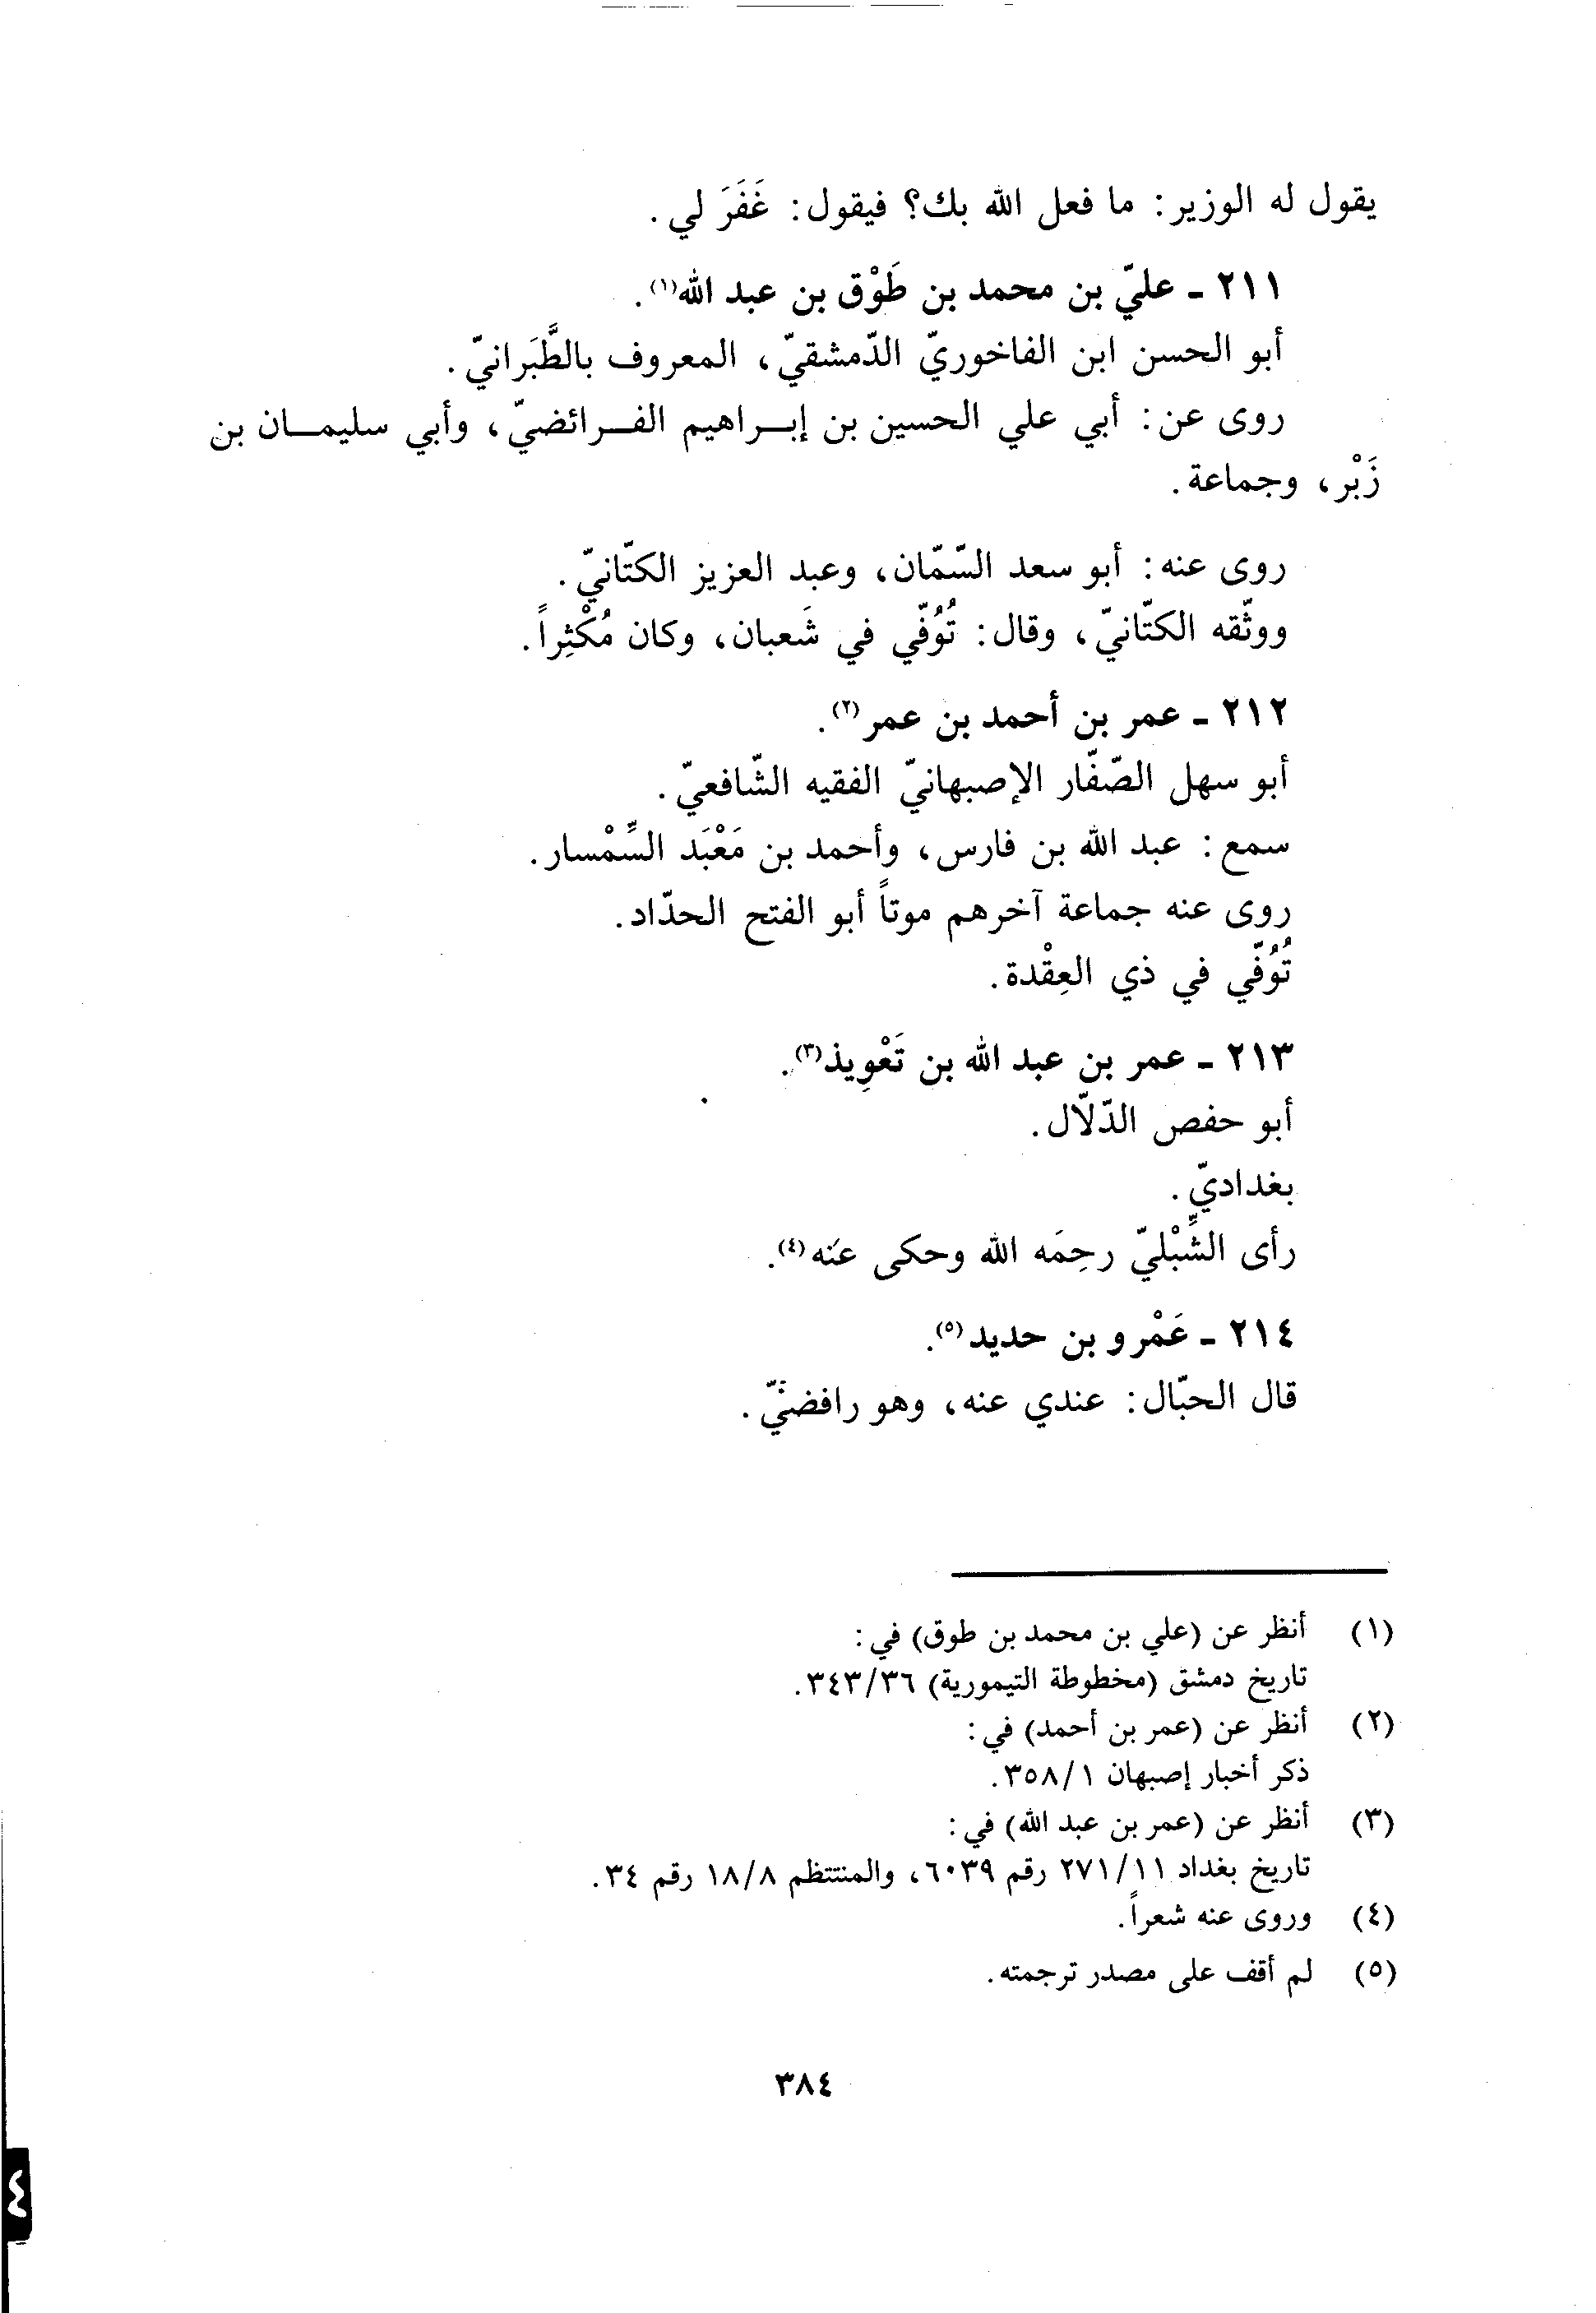 يقول له الوزير: ما فعل الله بك؟ فيقول: غَفَرَ لي.
٢١١ - عليّ بن محمد بن طَوْق بن عبد الله(١).
أبو الحسن ابن الفاخوريّ الدّمشقيّ، المعروف بالطَّبَرانيّ.
روى عن: أبي علي الحسين بن إبراهيم الفرائضيّ، وأبي سليمان بن
زَبْر، وجماعة.
روى عنه: أبو سعد السّمّان، وعبد العزيز الكتّانيّ.
ووثّقه الكتّانيّ، وقال: تُوُفّي في شَعبان، وكان مُكْثِراً.
٢١٢ - عمر بن أحمد بن عمر(٢).
أبو سهل الصّفّار الإصبهانيّ الفقيه الشّافعيّ.
سمع: عبد الله بن فارس، وأحمد بن مَعْبَد السِّمْسار.
روى عنه جماعة آخرهم موتاً أبو الفتح الحدّاد.
تُوُفّي في ذي العِقْدة.
٢١٣ - عمر بن عبد الله بن تَعْوِيذ(٣).
أبو حفص الدّلّال.
بغداديّ.
رأى الشِّبْليّ رحِمَه الله وحكى عنه(٤).
٢١٤ - عَمْرو بن حديد(٥).
قال الحبّال: عندي عنه، وهو رافضيّ.
(١) أنظر عن (علي بن محمد بن طوق) في:
تاريخ دمشق (مخطوطة التيمورية) ٣٤٣/٣٦.
(٢) أنظر عن (عمر بن أحمد) في:
ذكر أخبار إصبهان ٣٥٨/١.
(٣) أنظر عن (عمر بن عبد الله) في:
تاريخ بغداد ٢٧١/١١ رقم ٦٠٣٩، والمنتتظم ١٨/٨ رقم ٣٤.
(٤) وروى عنه شعراً.
(٥) لم أقف على مصدر ترجمته.
٣٨٤
٤